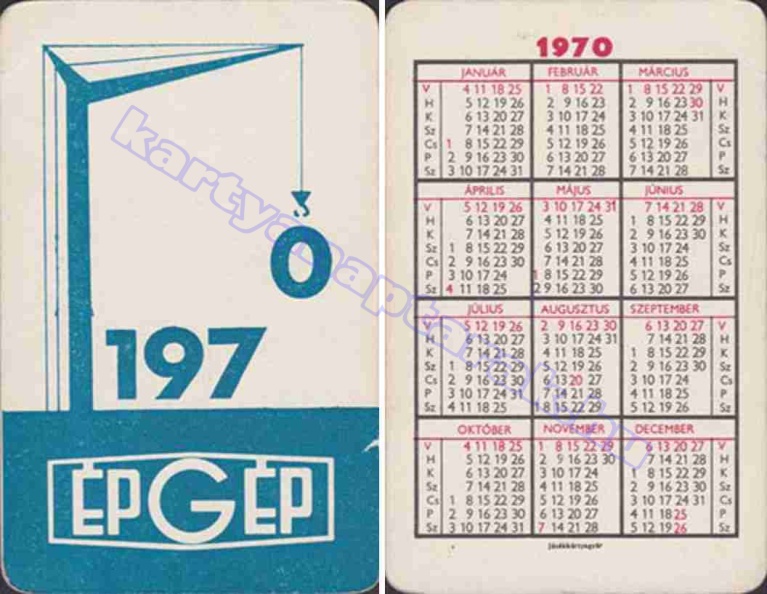 0
197
ÉPGÉP
1970
JANUÁR FEBRUÁR MÁRCIUS
V 4 11 18 25 1 8 15 22 1 8 15 22 29 V
H 5 12 19 26 2 9 16 23 2 9 16 23 30 H
K 6 13 20 27 3 10 17 24 3 10 17 24 31 K
Sz 7 14 21 28 4 11 18 25 4 11 18 25 Sz
Cs 1 8 15 22 29 5 12 19 26 5 12 19 26 Cs
P 2 9 16 23 30 6 13 20 27 6 13 20 27 P
Sz 3 10 17 24 31 7 14 21 28 7 14 21 28 Sz
ÁPRILIS MÁJUS JÚNIUS
V 5 12 19 26 3 10 17 24 31 7 14 21 28 V
H 6 13 20 27 4 11 18 25 1 8 15 22 29 H
K 7 14 21 28 5 12 19 26 2 9 16 23 30 K
Sz 1 8 15 22 29 6 13 20 27 3 10 17 24 Sz
Cs 2 9 16 23 30 7 14 21 28 4 11 18 25 Cs
P 3 10 17 24 1 8 15 22 29 5 12 19 26 P
Sz 4 11 18 25 2 9 16 23 30 6 13 20 27 Sz
JÚLIUS AUGUSZTUS SZEPTEMBER
V 5 12 19 26 2 9 16 23 30 6 13 20 27 V
H 6 13 20 27 3 10 17 24 31 7 14 21 28 H
K 7 14 21 28 4 11 18 25 1 8 15 22 29 K
Sz 1 8 15 22 29 5 12 19 26 2 9 16 23 30 Sz
Cs 2 9 16 23 30 6 13 20 27 3 10 17 24 Cs
P 3 10 17 24 31 7 14 21 28 4 11 18 25 P
Sz 4 11 18 25 1 8 15 22 29 5 12 19 26 Sz
OKTÓBER NOVEMBER DECEMBER
V 4 11 18 25 1 8 15 22 29 6 13 20 27 V
H 5 12 19 26 2 9 16 23 30 7 14 21 28 H
K 6 13 20 27 3 10 17 24 1 8 15 22 29 K
Sz 7 14 21 28 4 11 18 25 2 9 16 23 30 Sz
Cs 1 8 15 22 29 5 12 19 26 3 10 17 24 31 Cs
P 2 9 16 23 30 6 13 20 27 4 11 18 25 P
Sz 3 10 17 24 31 7 14 21 28 5 12 19 26 Sz
Játékkártyagyár